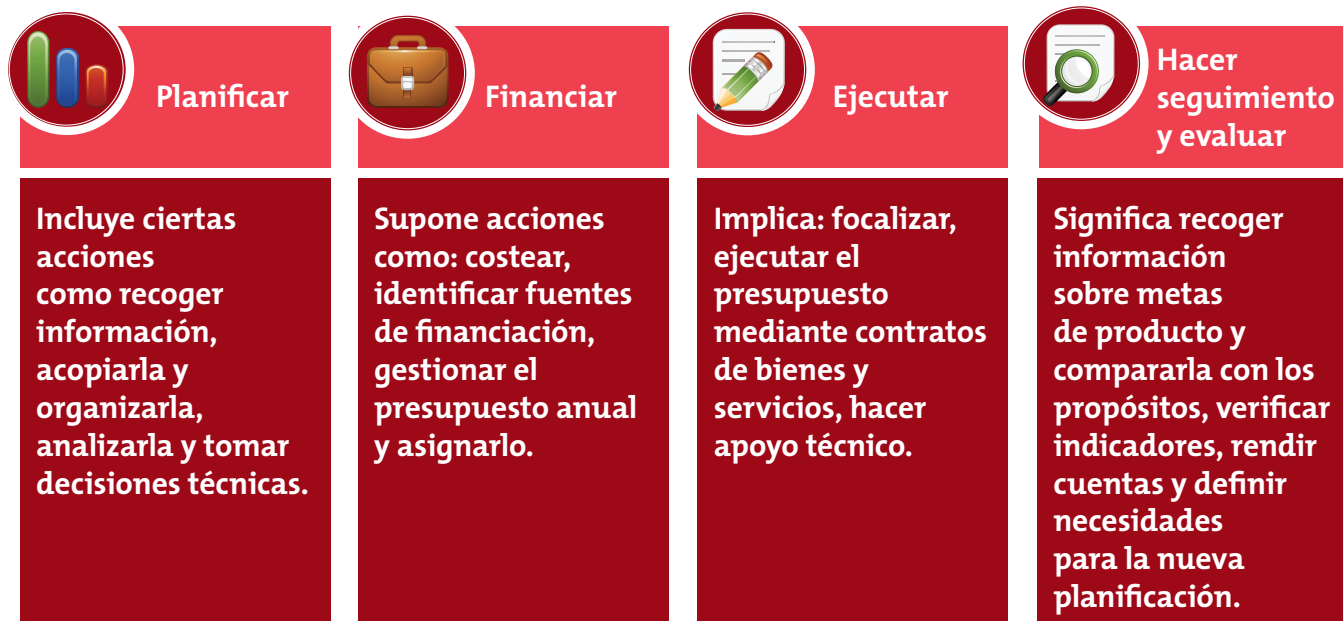 Planificar
Incluye ciertas
acciones
como recoger
información,
acopiarla y
organizarla,
analizarla y tomar
decisiones técnicas.
Financiar
Supone acciones
como: costear,
identificar fuentes
de financiación,
gestionar el
presupuesto anual
y asignarlo.
Ejecutar
Implica: focalizar,
ejecutar el
presupuesto
mediante contratos
de bienes y
servicios, hacer
apoyo técnico.
Hacer
seguimiento
y evaluar
Significa recoger
información
sobre metas
de producto y
compararla con los
propósitos, verificar
indicadores, rendir
cuentas y definir
necesidades
para la nueva
planificación.